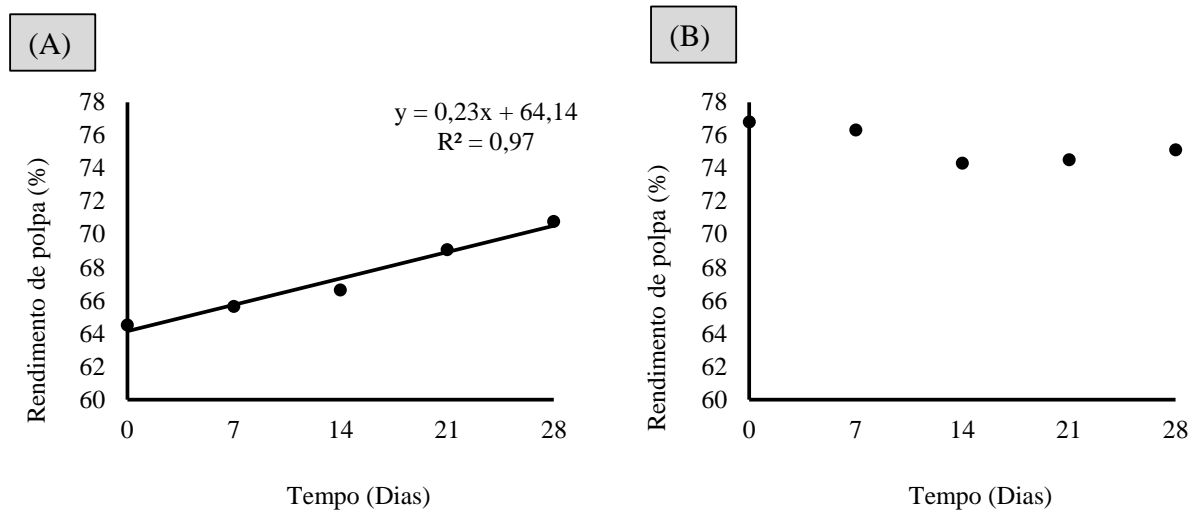 (A)
y = 0,23x + 64,14
R² = 0,97
Rendimento de polpa (%)
78
76
74
72
70
68
66
64
62
60
0 7 14 21 28
Tempo (Dias)
(B)
Rendimento de polpa (%)
78
76
74
72
70
68
66
64
62
60
0 7 14 21 28
Tempo (Dias)